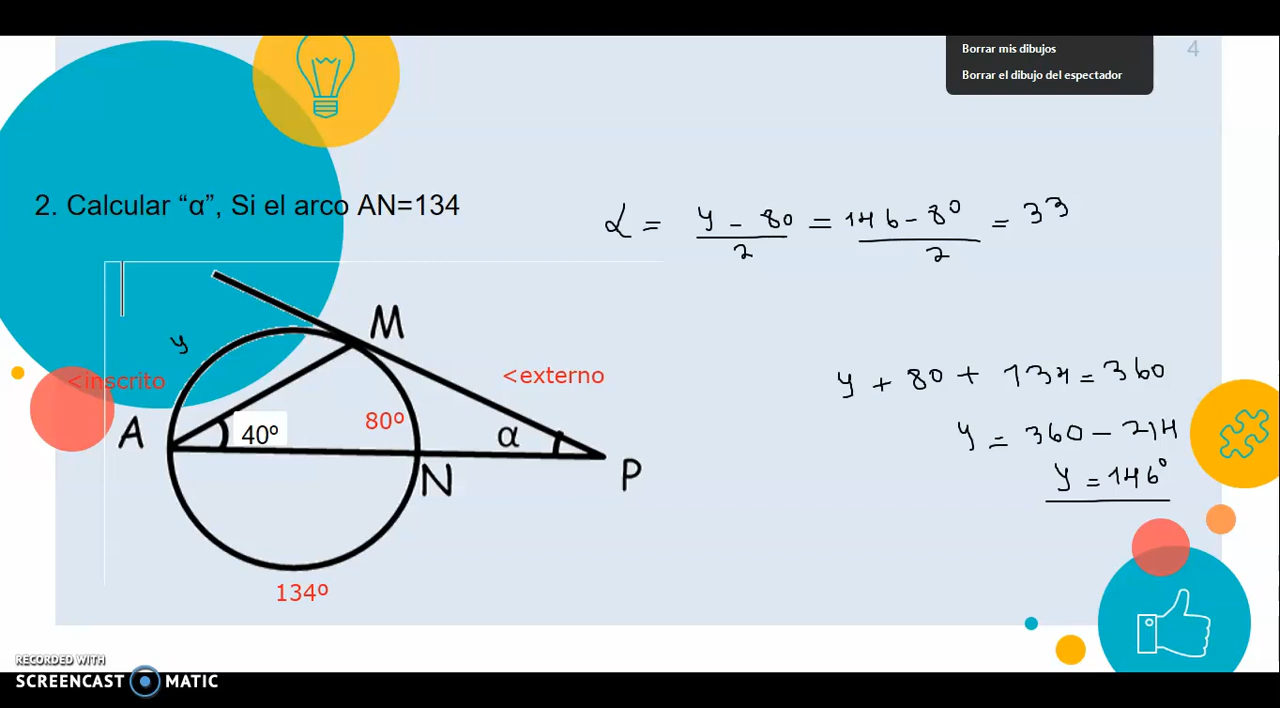 Borrar mis dibujos
Borrar el dibujo del espectador
4
2. Calcular “α”, Si el arco AN=134
α = y - 80 / 2 = 146 - 80 / 2 = 33
M
y
<inscrito
<externo
y + 80 + 134 = 360
80º
A
40º
α
y = 360 - 214
N
P
y = 146°
134º
RECORDED WITH
SCREENCAST MATIC